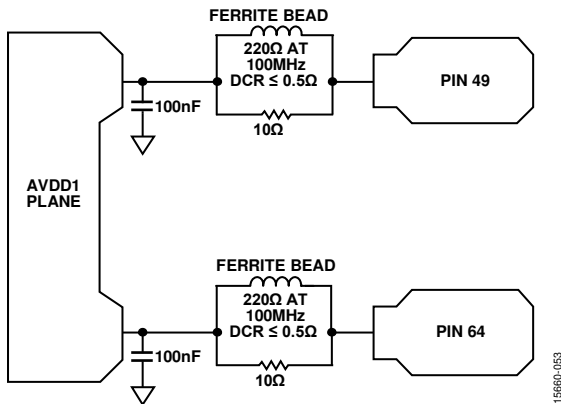 FERRITE BEAD
220Ω AT
100MHz
DCR ≤ 0.5Ω
10Ω
100nF
PIN 49
AVDD1
PLANE
FERRITE BEAD
220Ω AT
100MHz
DCR ≤ 0.5Ω
10Ω
100nF
PIN 64
15660-053